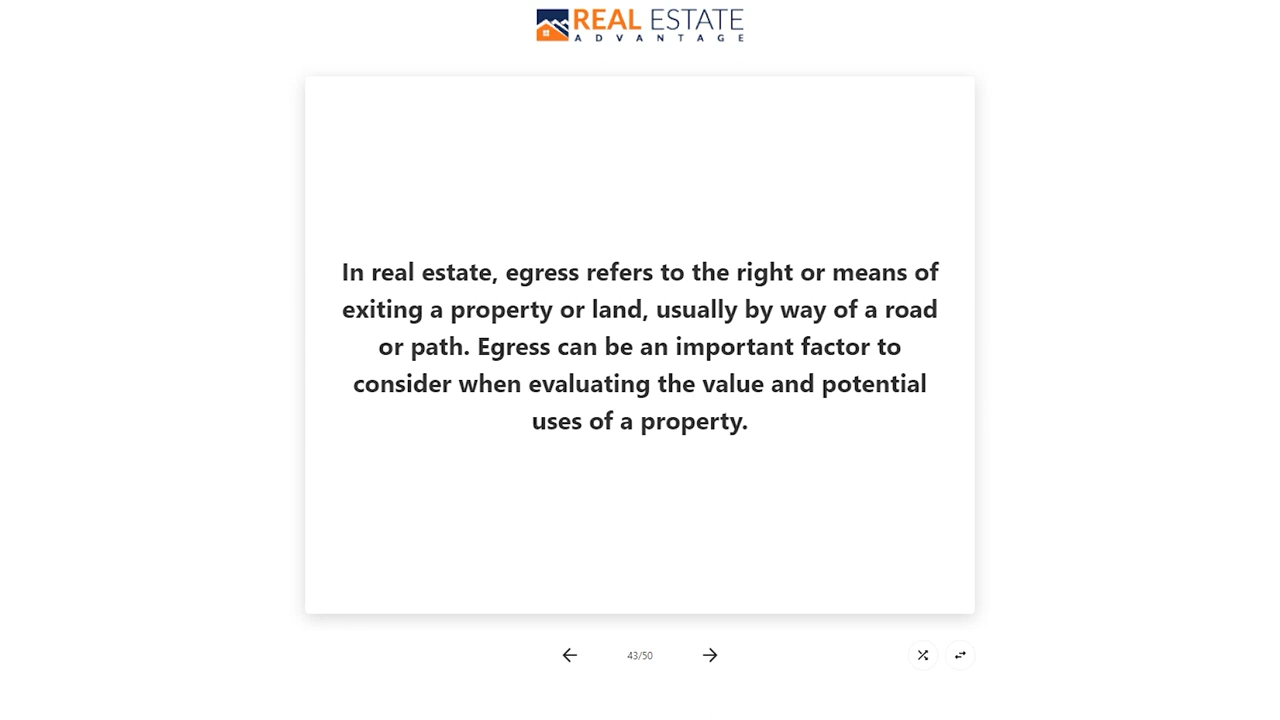 REAL ESTATE
ADVANTAGE
In real estate, egress refers to the right or means of
exiting a property or land, usually by way of a road
or path. Egress can be an important factor to
consider when evaluating the value and potential
uses of a property.
43/50